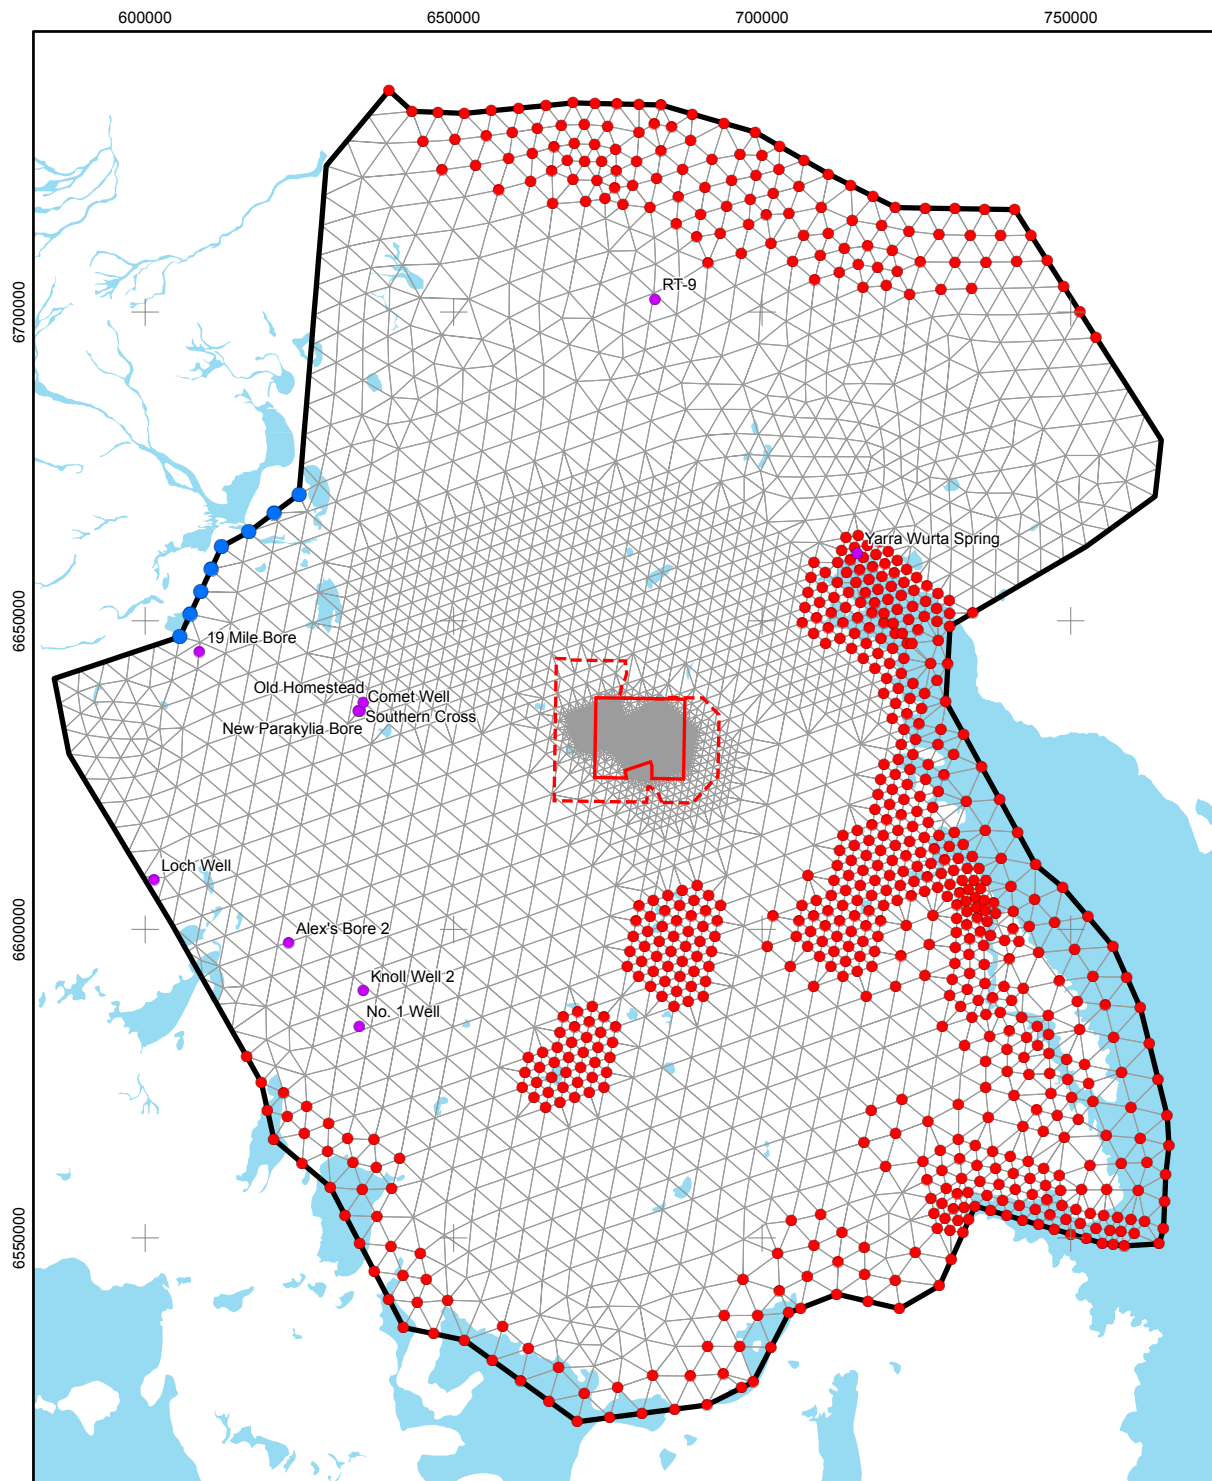 600000 650000 700000 750000
RT-9
6700000
Yarra Wurta Spring
6650000
19 Mile Bore
Old Homestead
Comet Well
Southern Cross
New Parakylia Bore
Loch Well
6600000
Alex's Bore 2
Knoll Well 2
No. 1 Well
6550000